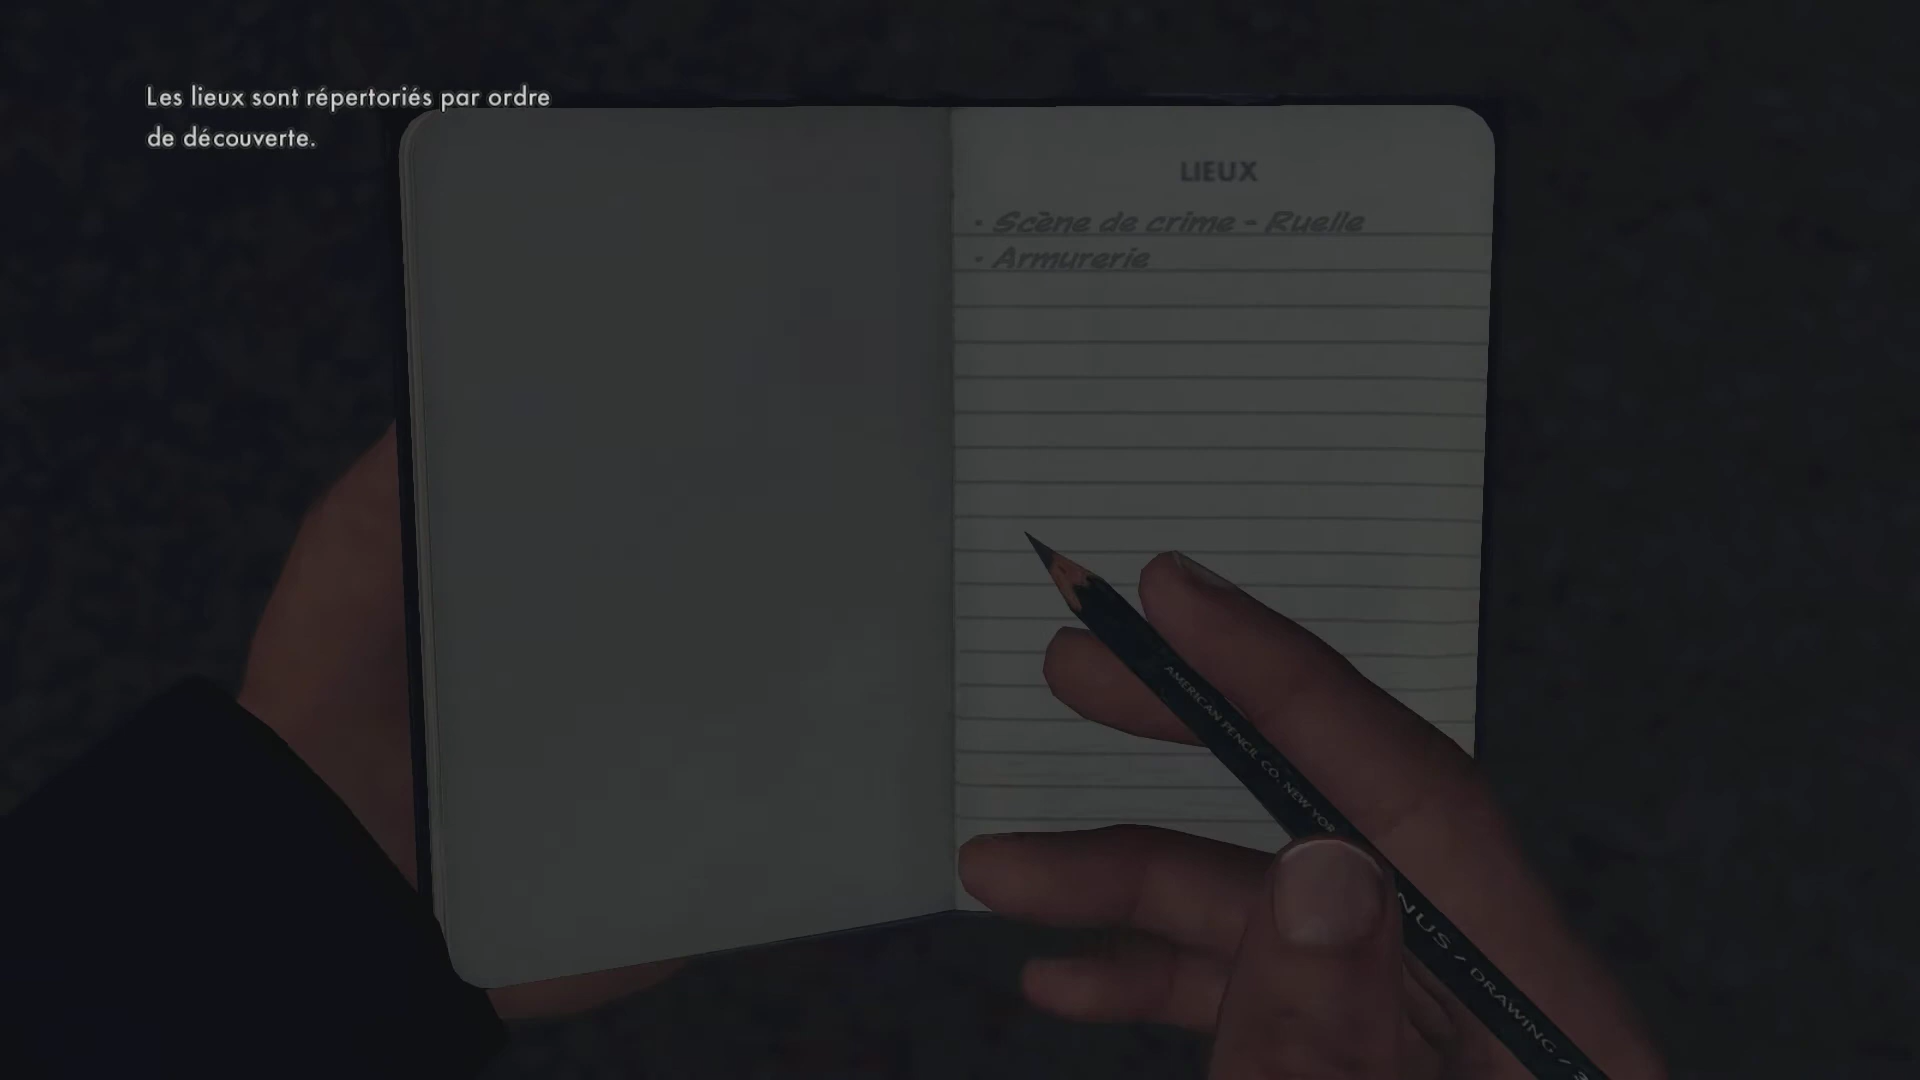 Les lieux sont répertoriés par ordre
de découverte.
LIEUX
· Scène de crime - Ruelle
· Armurerie
AMERICAN PENCIL CO. NEW YOR
NUS / DRAWING / 3